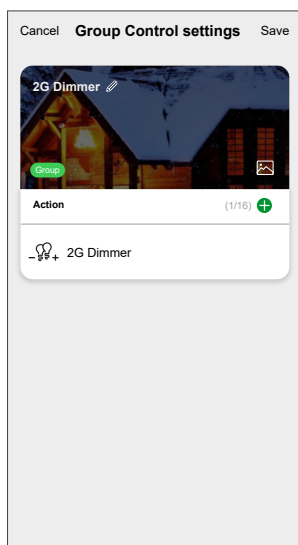 Cancel Group Control settings Save
2G Dimmer
Group
Action (1/16)
2G Dimmer